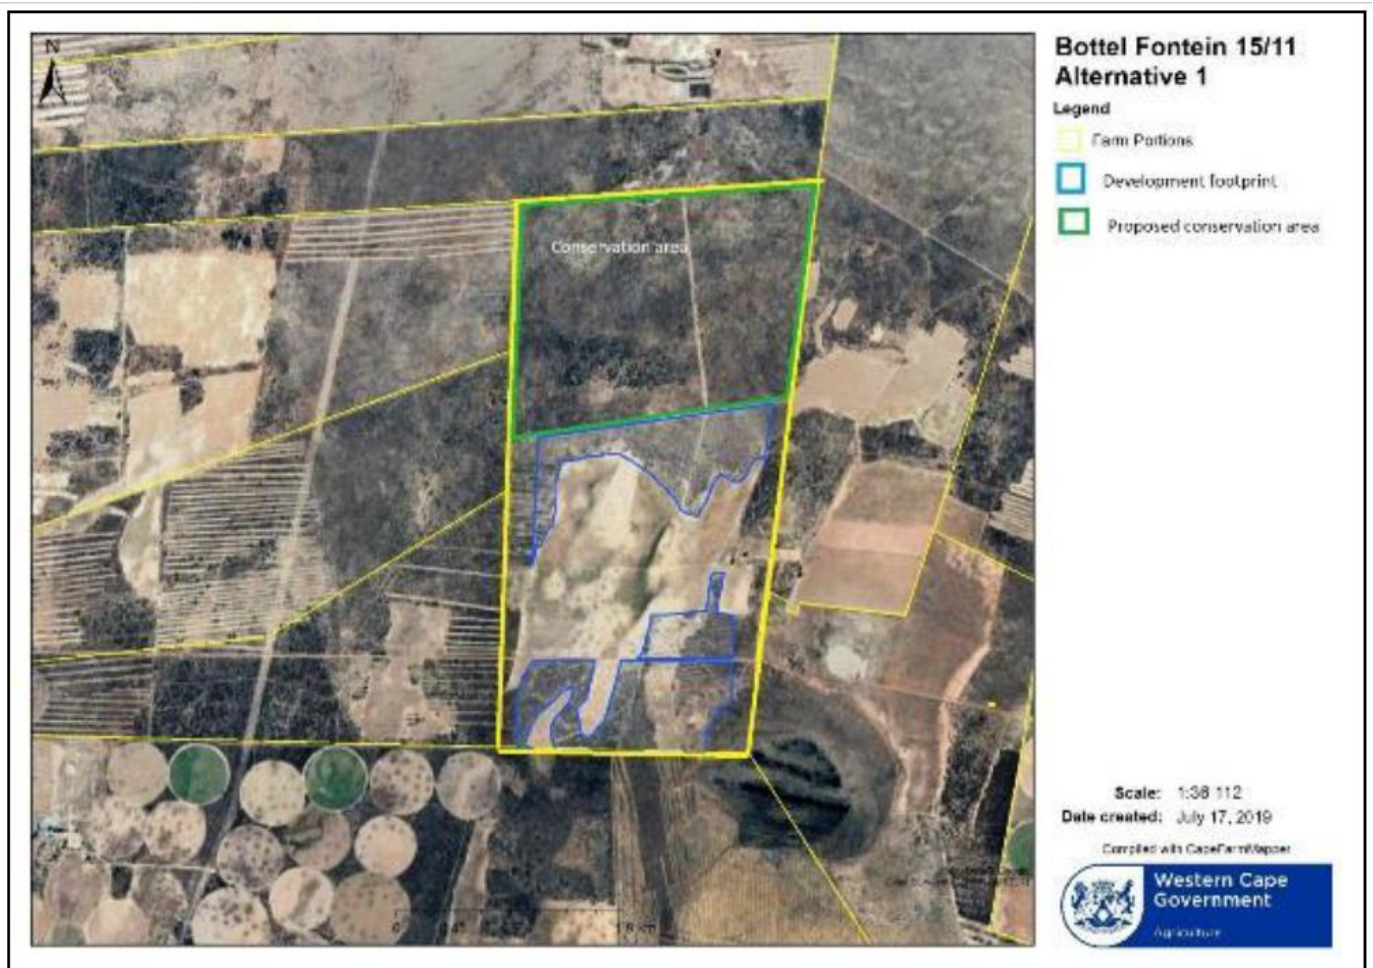 N
Bottel Fontein 15/11
Alternative 1
Legend
Farm Portions
Development footprint
Proposed conservation area
Conservation area
Scale: 1:36 112
Date created: July 17, 2019
Compiled with CapeFarmMapper
Western Cape
Government
Agriculture